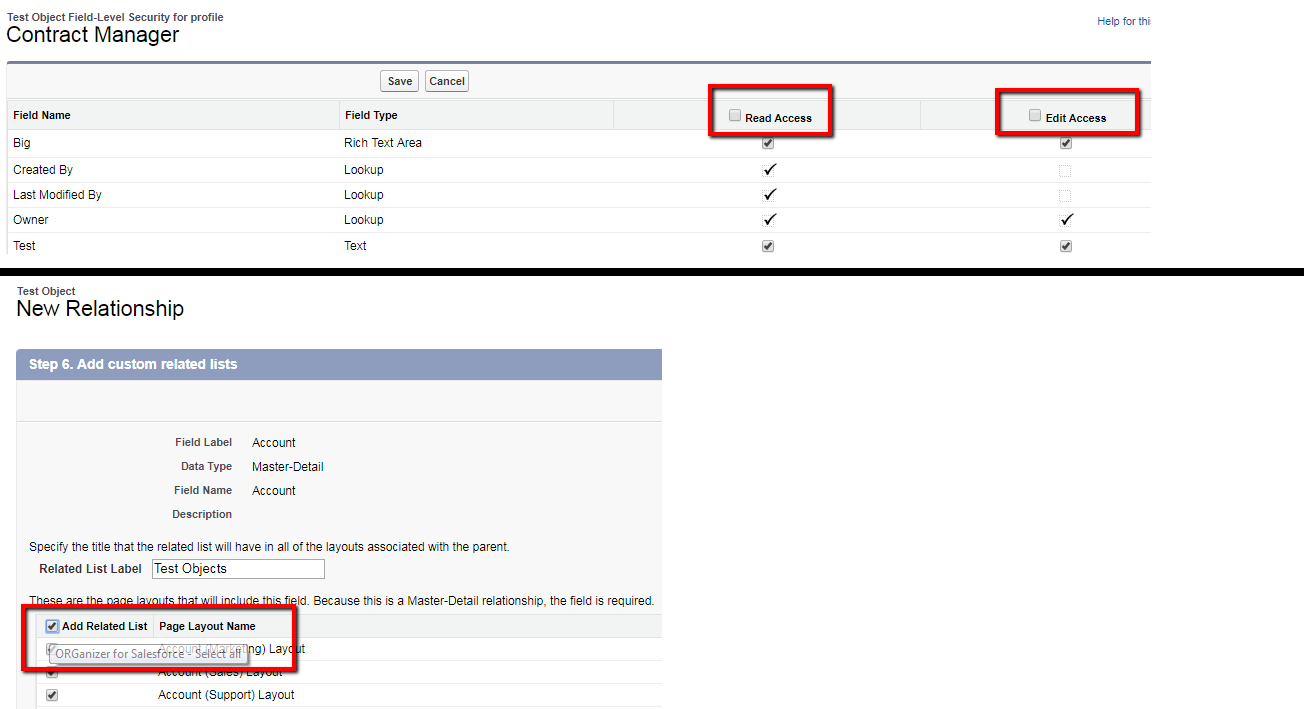 Test Object Field-Level Security for profile
Contract Manager
Help for thi
Save Cancel
Field Name Field Type Read Access Edit Access
Big Rich Text Area
Created By Lookup
Last Modified By Lookup
Owner Lookup
Test Text
Test Object
New Relationship
Step 6. Add custom related lists
Field Label Account
Data Type Master-Detail
Field Name Account
Description
Specify the title that the related list will have in all of the layouts associated with the parent.
Related List Label Test Objects
These are the page layouts that will include this field. Because this is a Master-Detail relationship, the field is required.
Add Related List Page Layout Name
Account (Marketing) Layout
ORGanizer for Salesforce - Select all
Account (Sales) Layout
Account (Support) Layout